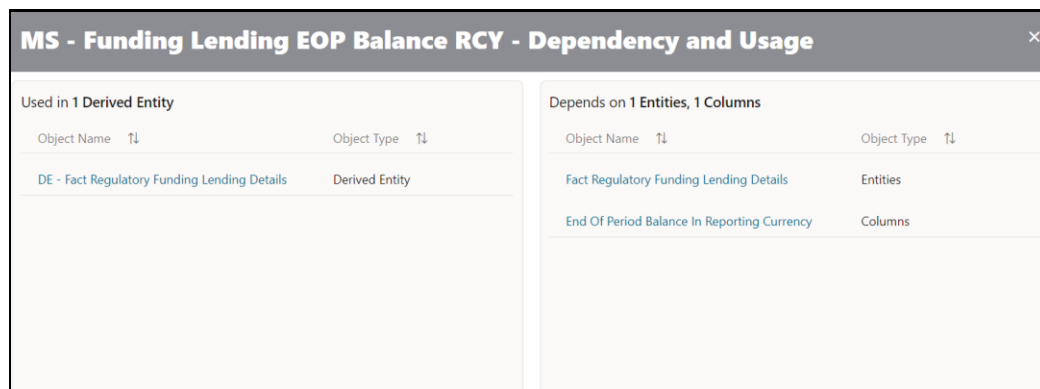 MS - Funding Lending EOP Balance RCY - Dependency and Usage
Used in 1 Derived Entity
Object Name Object Type
DE - Fact Regulatory Funding Lending Details Derived Entity
Depends on 1 Entities, 1 Columns
Object Name Object Type
Fact Regulatory Funding Lending Details Entities
End Of Period Balance In Reporting Currency Columns